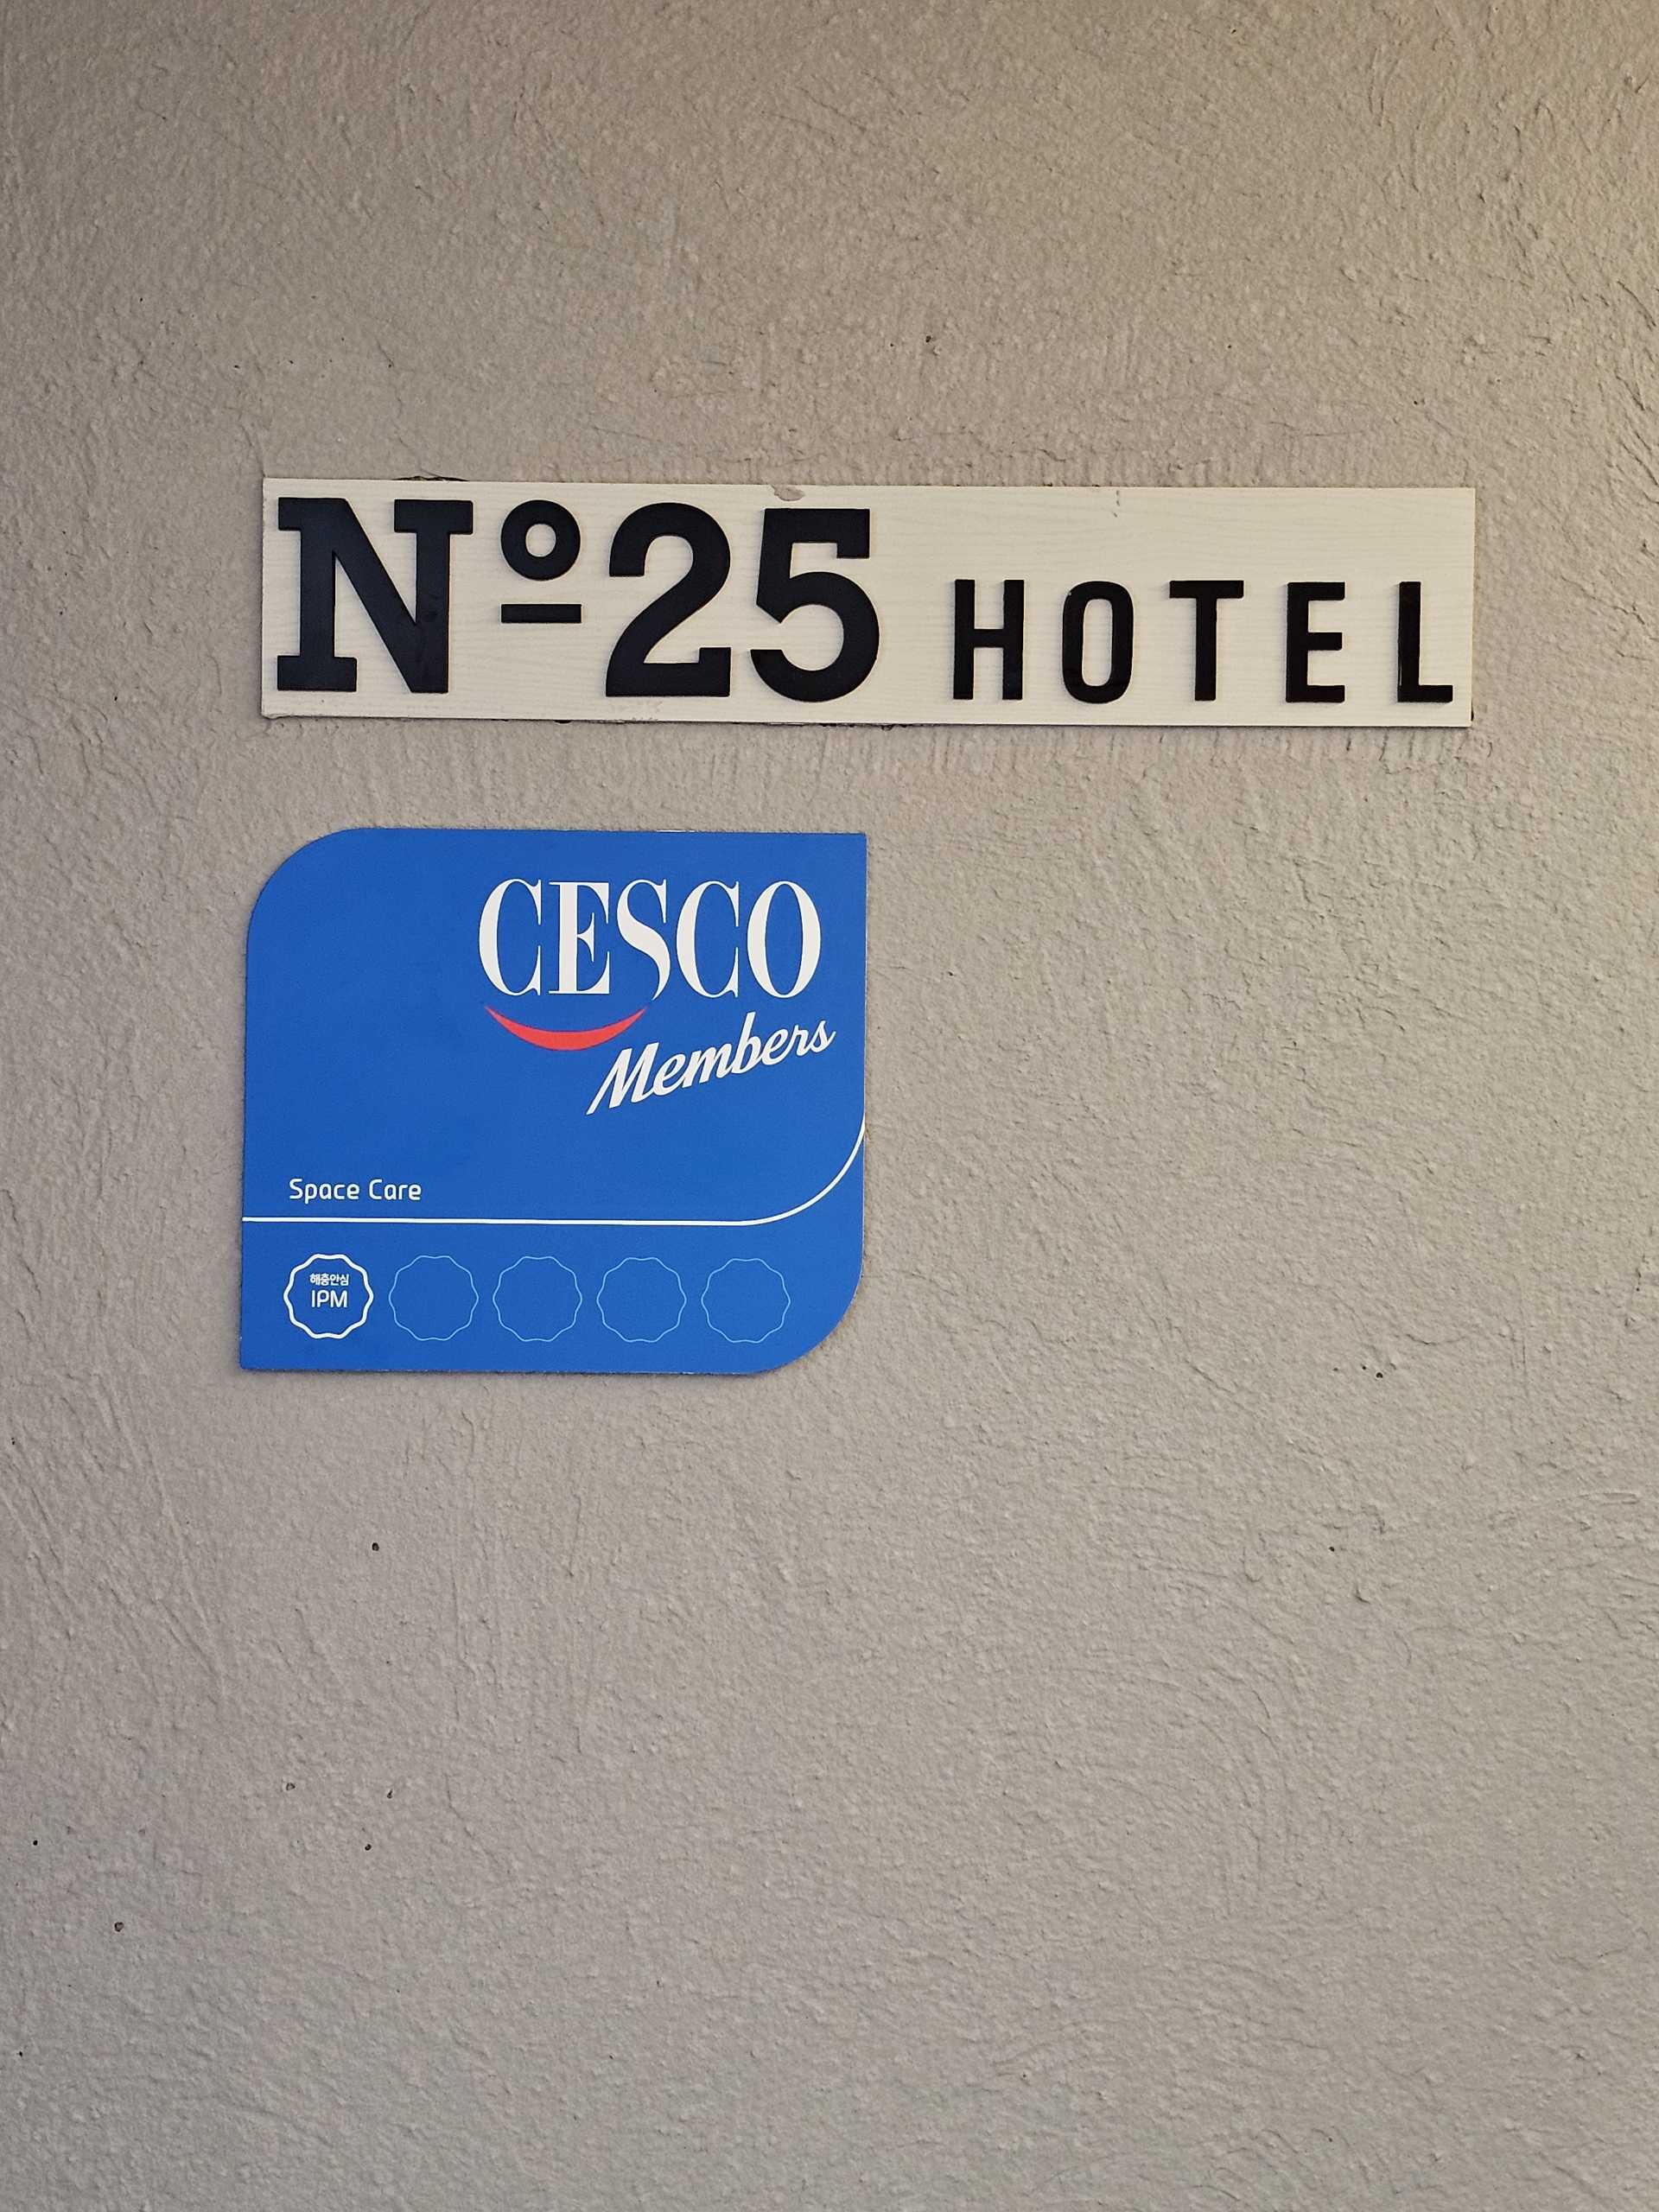 Nº25 HOTEL
CESCO
Members
Space Care
해충안심
IPM